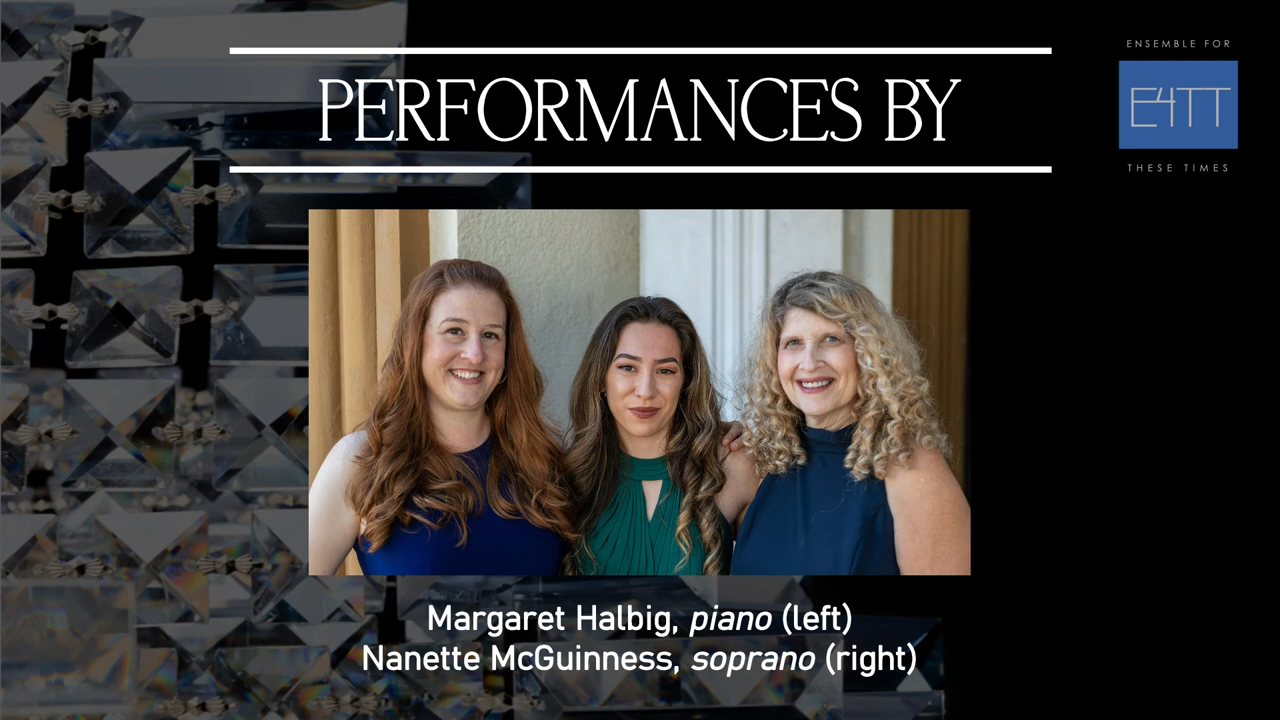 PERFORMANCES BY
ENSEMBLE FOR
E4TT
THESE TIMES
Margaret Halbig, piano (left)
Nanette McGuinness, soprano (right)